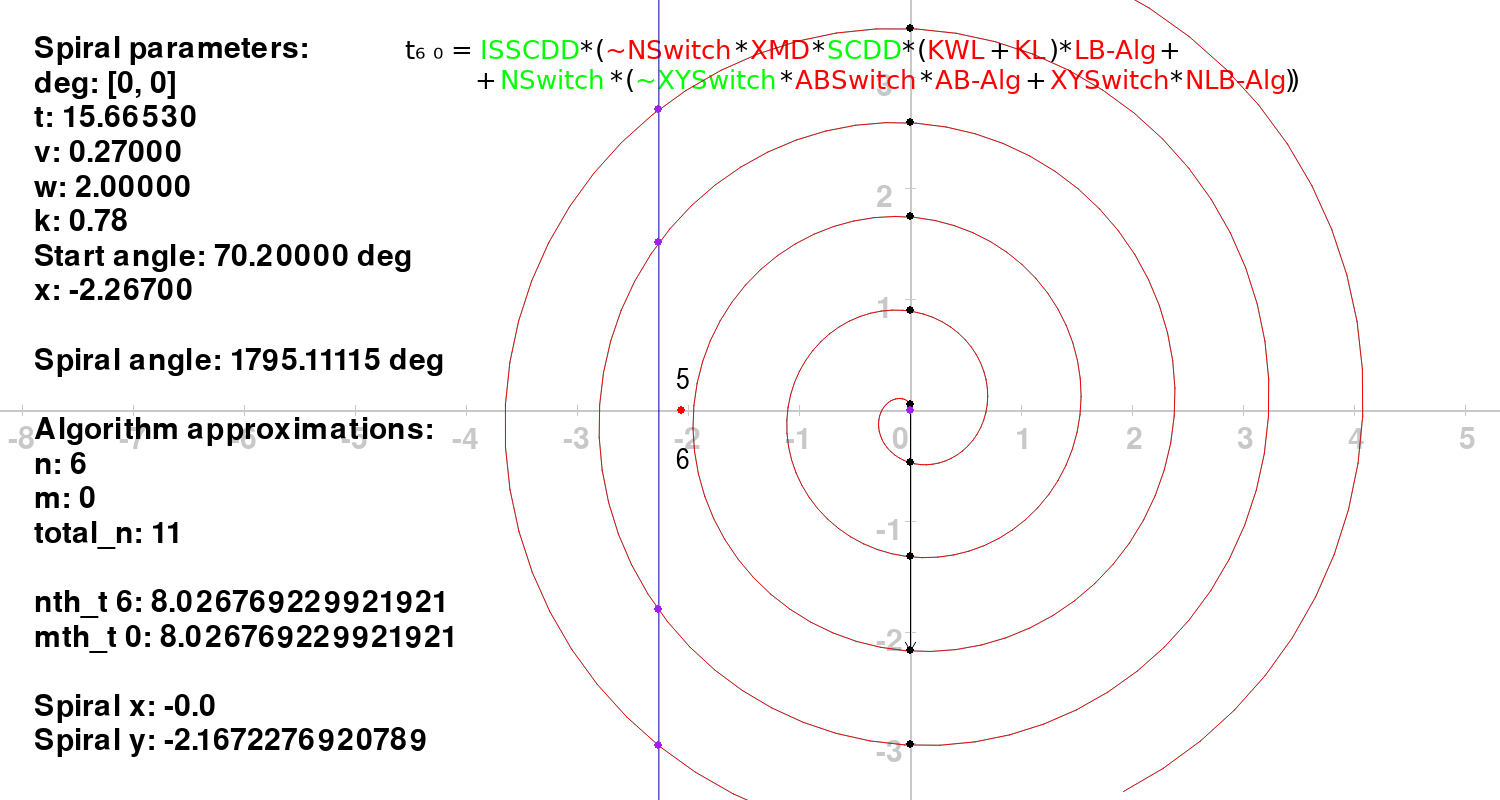 Spiral parameters:
deg: [0, 0]
t: 15.66530
v: 0.27000
w: 2.00000
k: 0.78
Start angle: 70.20000 deg
x: -2.26700
Spiral angle: 1795.11115 deg
Algorithm approximations:
n: 6
m: 0
total_n: 11
nth_t 6: 8.026769229921921
mth_t 0: 8.026769229921921
Spiral x: -0.0
Spiral y: -2.1672276920789
t₆ ₀ = ISSCDD*(~NSwitch*XMD*SCDD*(KWL+KL)*LB-Alg+
+NSwitch*(~XYSwitch*ABSwitch*AB-Alg+XYSwitch*NLB-Alg))
3
2
1
5
6
-8 -7 -6 -5 -4 -3 -2 -1 0 1 2 3 4 5
-1
-2
-3